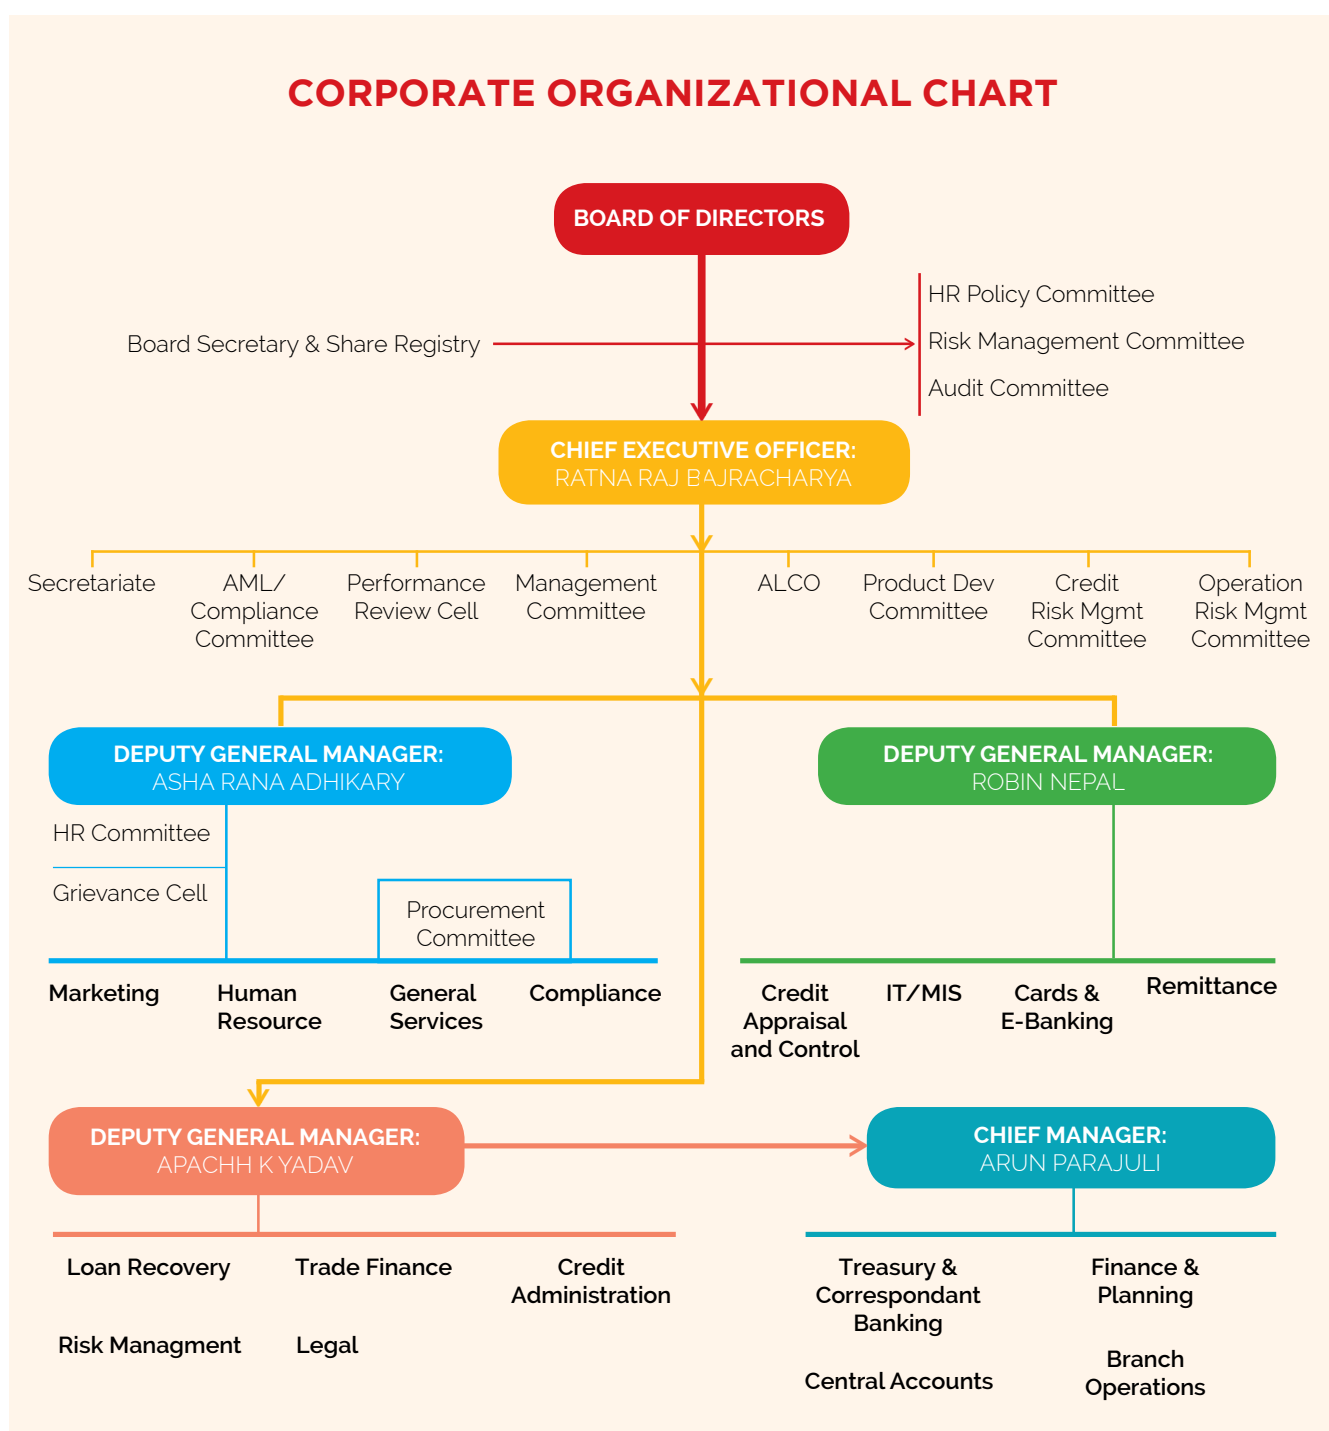 CORPORATE ORGANIZATIONAL CHART
BOARD OF DIRECTORS
HR Policy Committee
Board Secretary & Share Registry
Risk Management Committee
Audit Committee
CHIEF EXECUTIVE OFFICER:
RATNA RAJ BAJRACHARYA
Secretariate
AML/
Compliance
Committee
Performance
Review Cell
Management
Committee
ALCO
Product Dev
Committee
Credit
Risk Mgmt
Committee
Operation
Risk Mgmt
Committee
DEPUTY GENERAL MANAGER:
ASHA RANA ADHIKARY
DEPUTY GENERAL MANAGER:
ROBIN NEPAL
HR Committee
Grievance Cell
Procurement
Committee
Marketing
Human
Resource
General
Services
Compliance
Credit
Appraisal
and Control
IT/MIS
Cards &
E-Banking
Remittance
DEPUTY GENERAL MANAGER:
APACHH K YADAV
CHIEF MANAGER:
ARUN PARAJULI
Loan Recovery
Trade Finance
Credit
Administration
Risk Managment
Legal
Treasury &
Correspondant
Banking
Finance &
Planning
Central Accounts
Branch
Operations